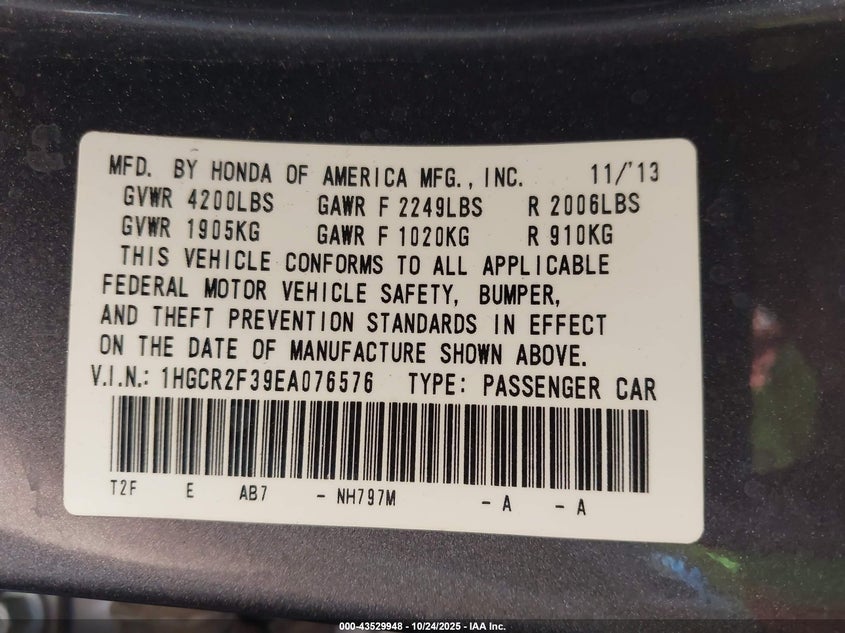 MFD. BY HONDA OF AMERICA MFG., INC. 11/'13
GVWR 4200LBS GAWR F 2249LBS R 2006LBS
GVWR 1905KG GAWR F 1020KG R 910KG
THIS VEHICLE CONFORMS TO ALL APPLICABLE
FEDERAL MOTOR VEHICLE SAFETY, BUMPER,
AND THEFT PREVENTION STANDARDS IN EFFECT
ON THE DATE OF MANUFACTURE SHOWN ABOVE.
V.I.N.: 1HGCR2F39EA076576 TYPE: PASSENGER CAR
T2F E AB7 - NH797M - A - A
000-43529948 - 10/24/2025 - IAA Inc.